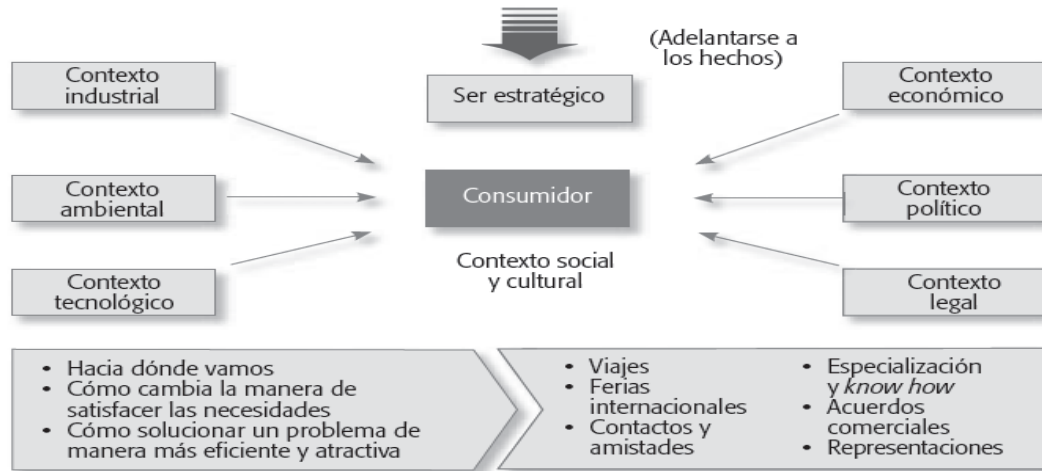 (Adelantarse a
los hechos)
Contexto
industrial
Ser estratégico
Contexto
económico
Contexto
ambiental
Consumidor
Contexto
político
Contexto social
y cultural
Contexto
tecnológico
Contexto
legal
• Hacia dónde vamos
• Cómo cambia la manera de
satisfacer las necesidades
• Cómo solucionar un problema de
manera más eficiente y atractiva
• Viajes
• Ferias
internacionales
• Contactos y
amistades
• Especialización
y know how
• Acuerdos
comerciales
• Representaciones